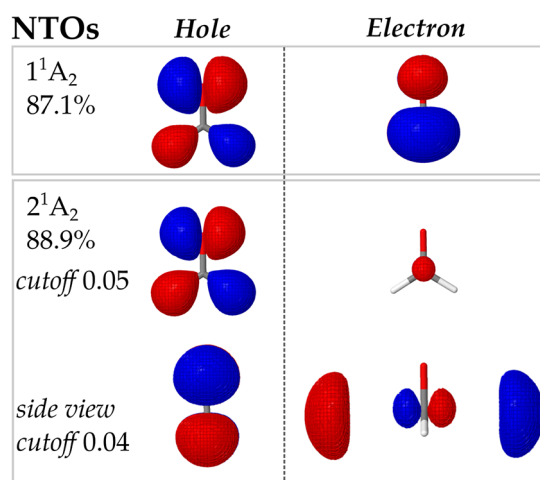 NTOs Hole Electron
1¹A₂
87.1%
2¹A₂
88.9%
cutoff 0.05
side view
cutoff 0.04